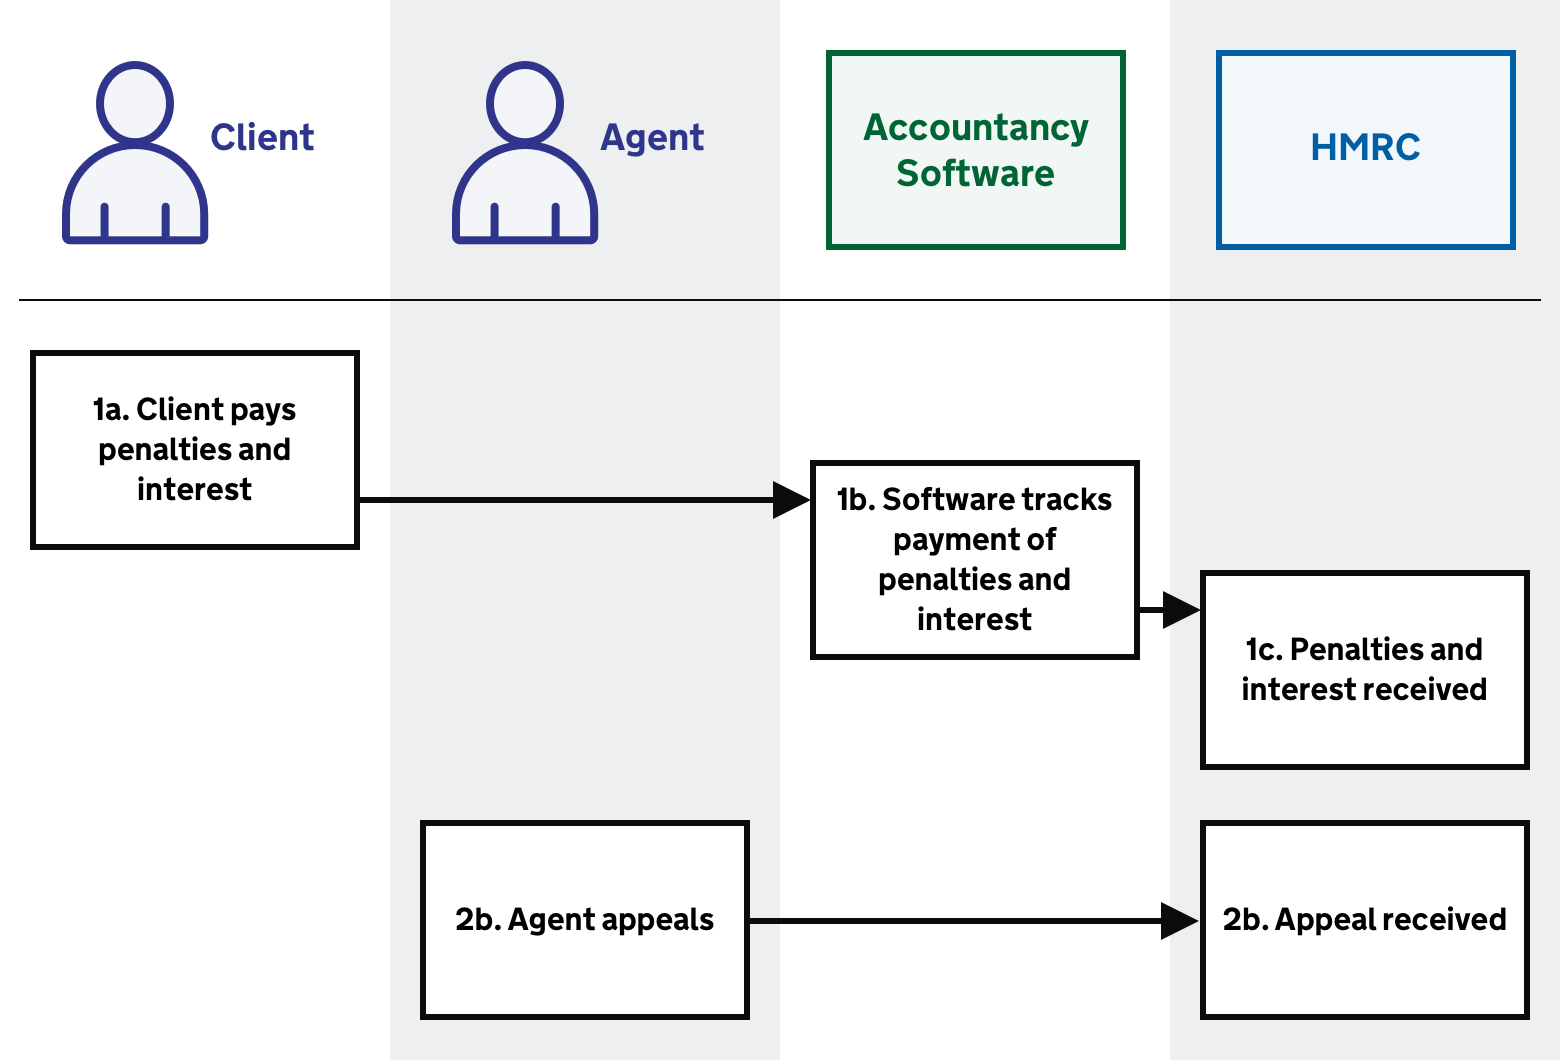 Client
Agent
Accountancy
Software
HMRC
1a. Client pays
penalties and
interest
1b. Software tracks
payment of
penalties and
interest
1c. Penalties and
interest received
2b. Agent appeals
2b. Appeal received